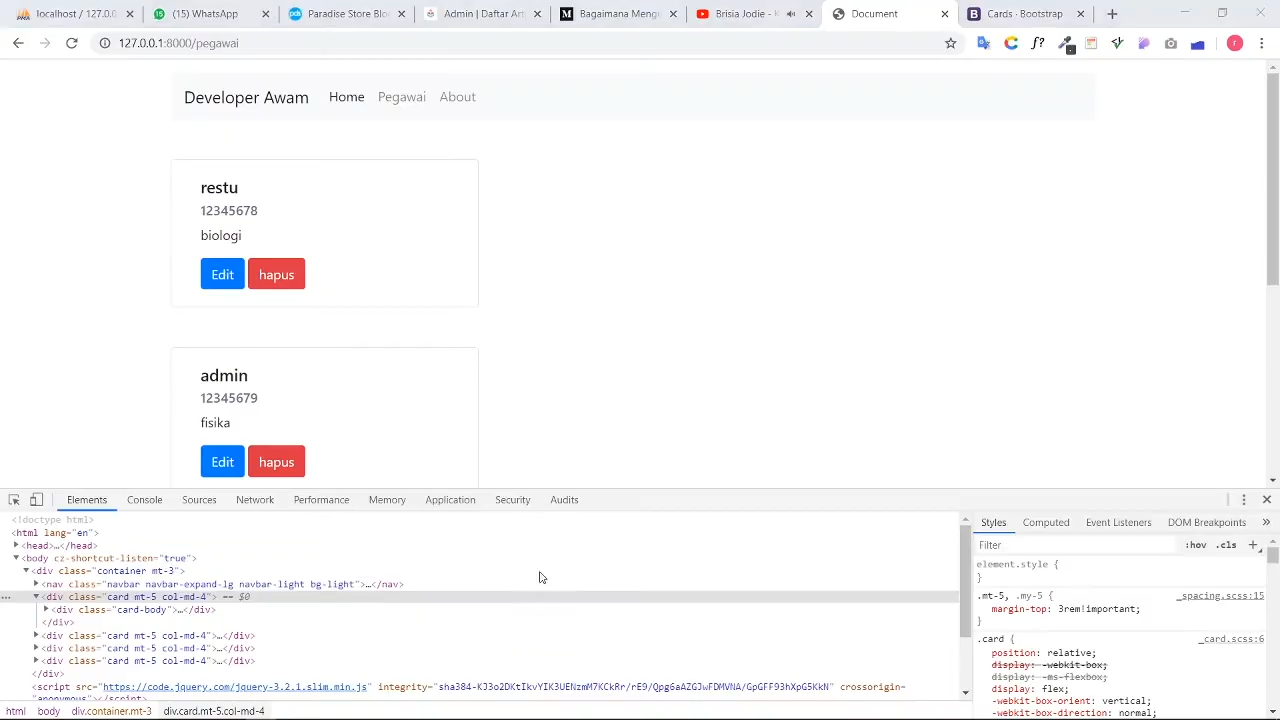 localhost / 127.0.0
(15) WhatsApp
Paradise Store Blo
Admin | Daftar Art
Bagaimana Meng
Brisia Jodie - K
Document
Cards · Bootstrap
127.0.0.1:8000/pegawai
Developer Awam Home Pegawai About
restu
12345678
biologi
Edit hapus
admin
12345679
fisika
Edit hapus
Elements Console Sources Network Performance Memory Application Security Audits
<!doctype html>
<html lang="en">
<head>…</head>
<body cz-shortcut-listen="true">
<div class="container mt-3">
<nav class="navbar navbar-expand-lg navbar-light bg-light">…</nav>
<div class="card mt-5 col-md-4"> == $0
<div class="card-body">…</div>
</div>
<div class="card mt-5 col-md-4">…</div>
<div class="card mt-5 col-md-4">…</div>
<div class="card mt-5 col-md-4">…</div>
</div>
<script src="https://code.jquery.com/jquery-3.2.1.slim.min.js" integrity="sha384-KJ3o2DKtIkvYIK3UENzmM7KCkRr/rE9/Qpg6aAZGJwFDMVNA/GpGFF93hXpG5KkN" crossorigin=
"anonymous"></script>
html body div.container.mt-3 div.card.mt-5.col-md-4
Styles Computed Event Listeners DOM Breakpoints
Filter :hov .cls
element.style {
}
.mt-5, .my-5 { _spacing.scss:15
margin-top: 3rem!important;
}
.card { _card.scss:6
position: relative;
display: -webkit-box;
display: -ms-flexbox;
display: flex;
-webkit-box-orient: vertical;
-webkit-box-direction: normal;